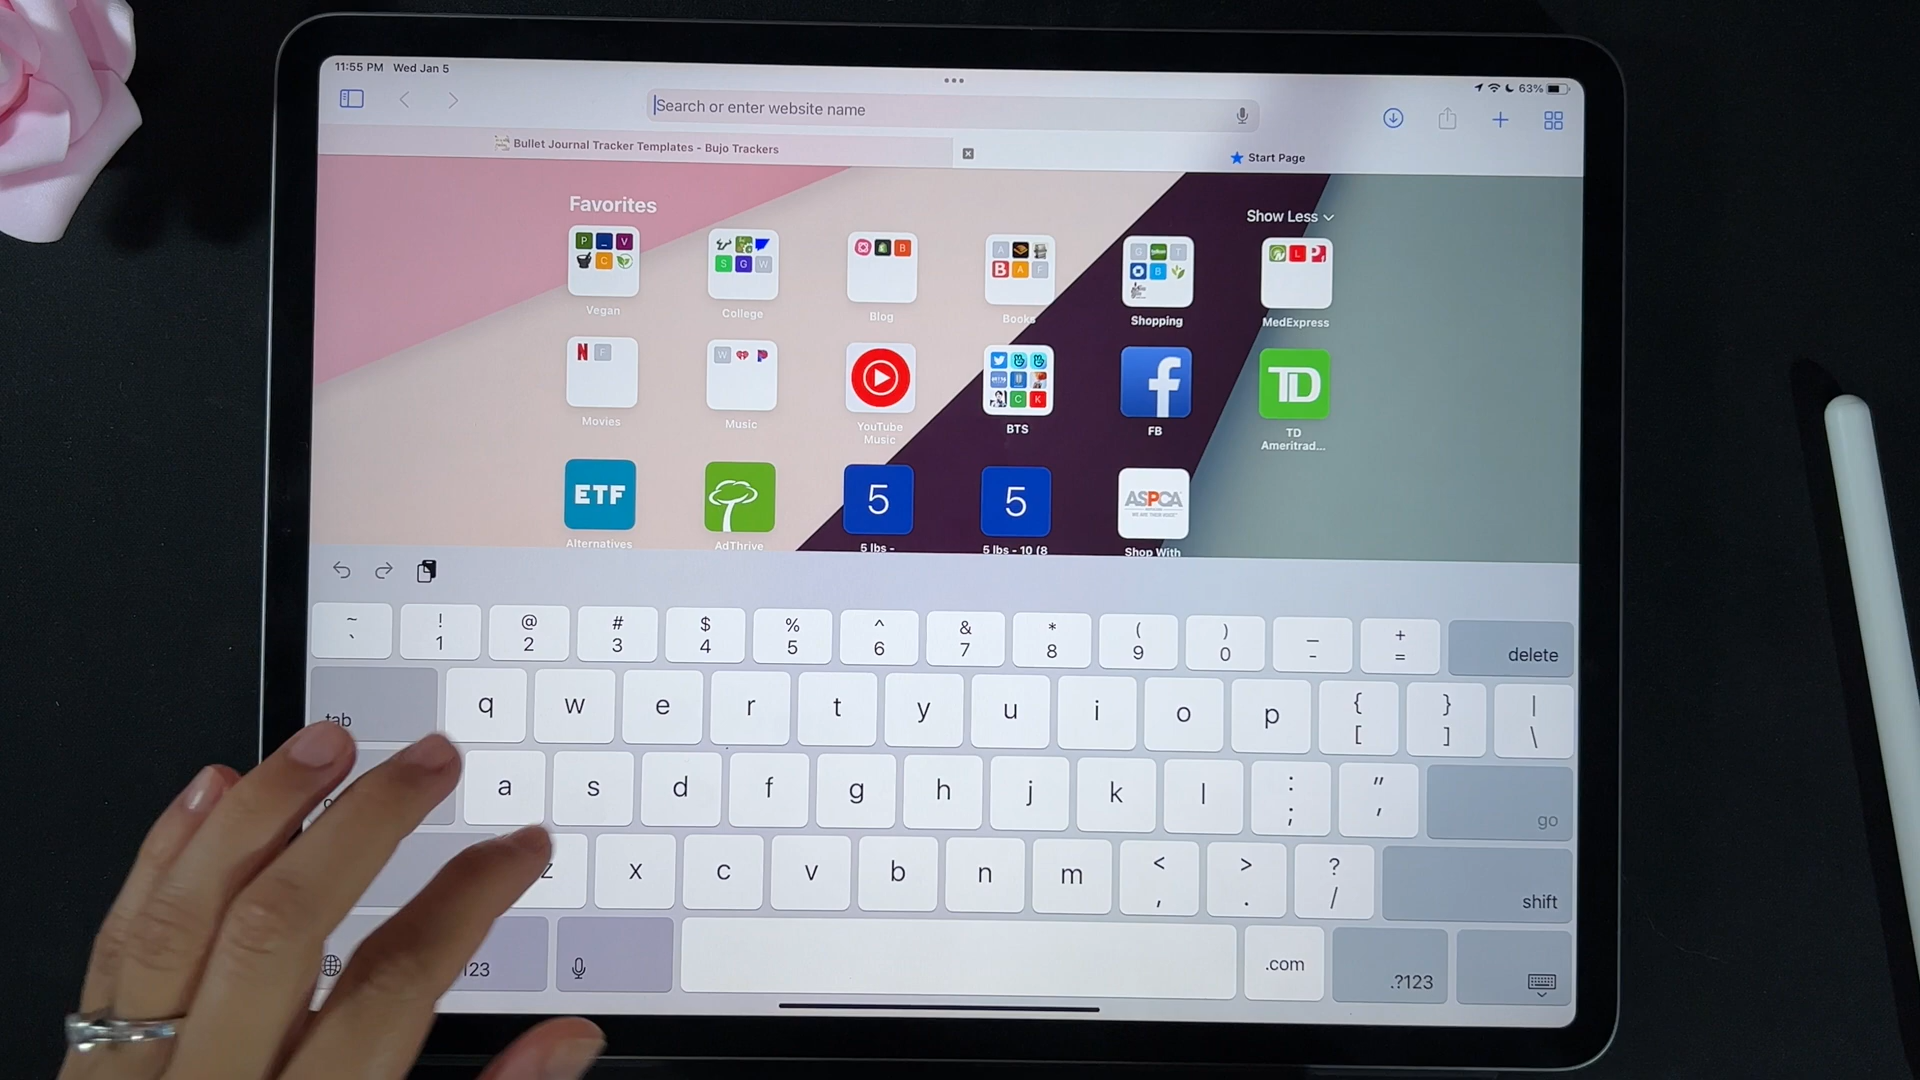 11:55 PM Wed Jan 5
63%
Search or enter website name
Bullet Journal Tracker Templates - Bujo Trackers
Start Page
Favorites
Show Less
P _ V
C
S G W
B
A
B A F
G T
B
L
Vegan
College
Blog
Books
Shopping
MedExpress
N F
W
C K
TD
Movies
Music
YouTube
Music
BTS
FB
TD
Ameritrad...
ETF
5
5
ASPCA
Alternatives
AdThrive
5 lbs -
5 lbs - 10 (8
Shop With
~ ! @ # $ % ^ & * ( ) _ +
` 1 2 3 4 5 6 7 8 9 0 - = delete
tab q w e r t y u i o p { [ } ] | \
a s d f g h j k l : ; " ' go
z x c v b n m < , > . ? / shift
123 .com .?123